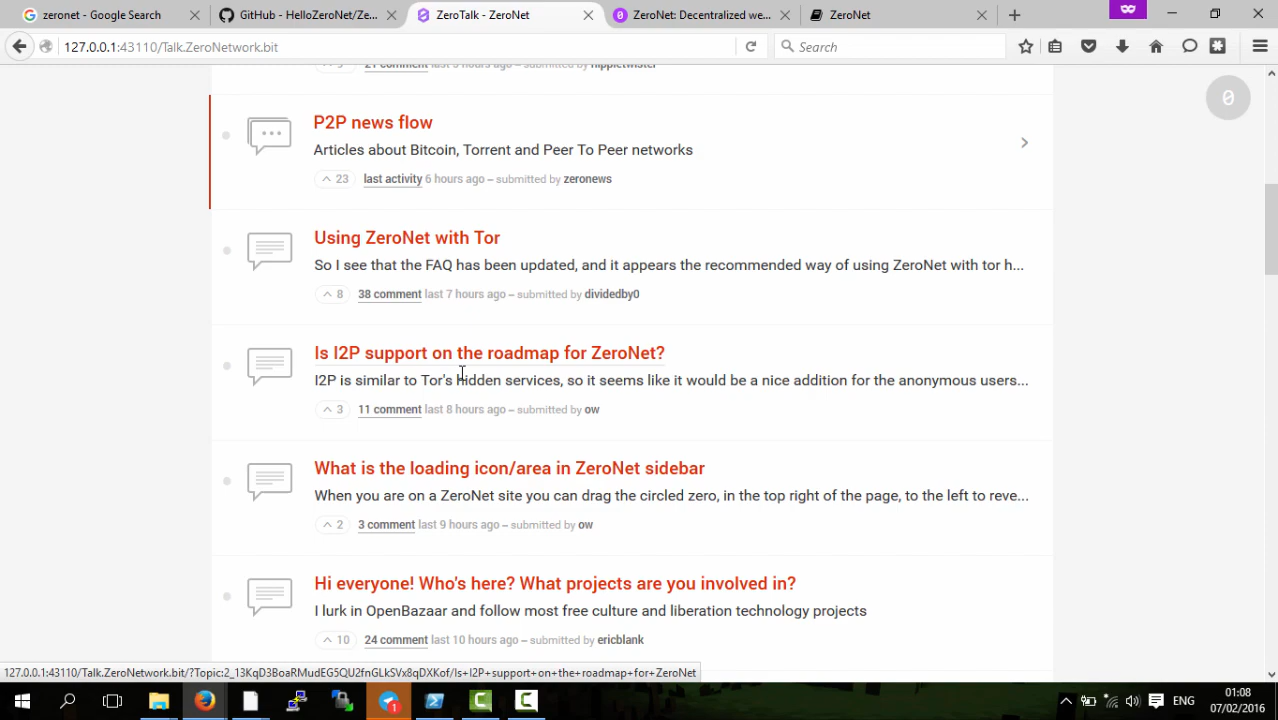 zerenet - Google Search
GitHub - HelloZeroNet/Ze...
ZeroTalk - ZeroNet
ZeroNet: Decentralized we...
ZeroNet
127.0.0.1:43110/Talk.ZeroNetwork.bit
Search
21 comment last 5 hours ago – submitted by nippletwister
P2P news flow
Articles about Bitcoin, Torrent and Peer To Peer networks
23 last activity 6 hours ago – submitted by zeronews
Using ZeroNet with Tor
So I see that the FAQ has been updated, and it appears the recommended way of using ZeroNet with tor h...
8 38 comment last 7 hours ago – submitted by dividedby0
Is I2P support on the roadmap for ZeroNet?
I2P is similar to Tor's hidden services, so it seems like it would be a nice addition for the anonymous users...
3 11 comment last 8 hours ago – submitted by ow
What is the loading icon/area in ZeroNet sidebar
When you are on a ZeroNet site you can drag the circled zero, in the top right of the page, to the left to reve...
2 3 comment last 9 hours ago – submitted by ow
Hi everyone! Who's here? What projects are you involved in?
I lurk in OpenBazaar and follow most free culture and liberation technology projects
10 24 comment last 10 hours ago – submitted by ericblank
127.0.0.1:43110/Talk.ZeroNetwork.bit/?Topic:2_13KqD3BoaRMudEG5QU2fnGLkSVx8qDXKof/Is+I2P+support+on+the+roadmap+for+ZeroNet
1
ENG
01:08
07/02/2016